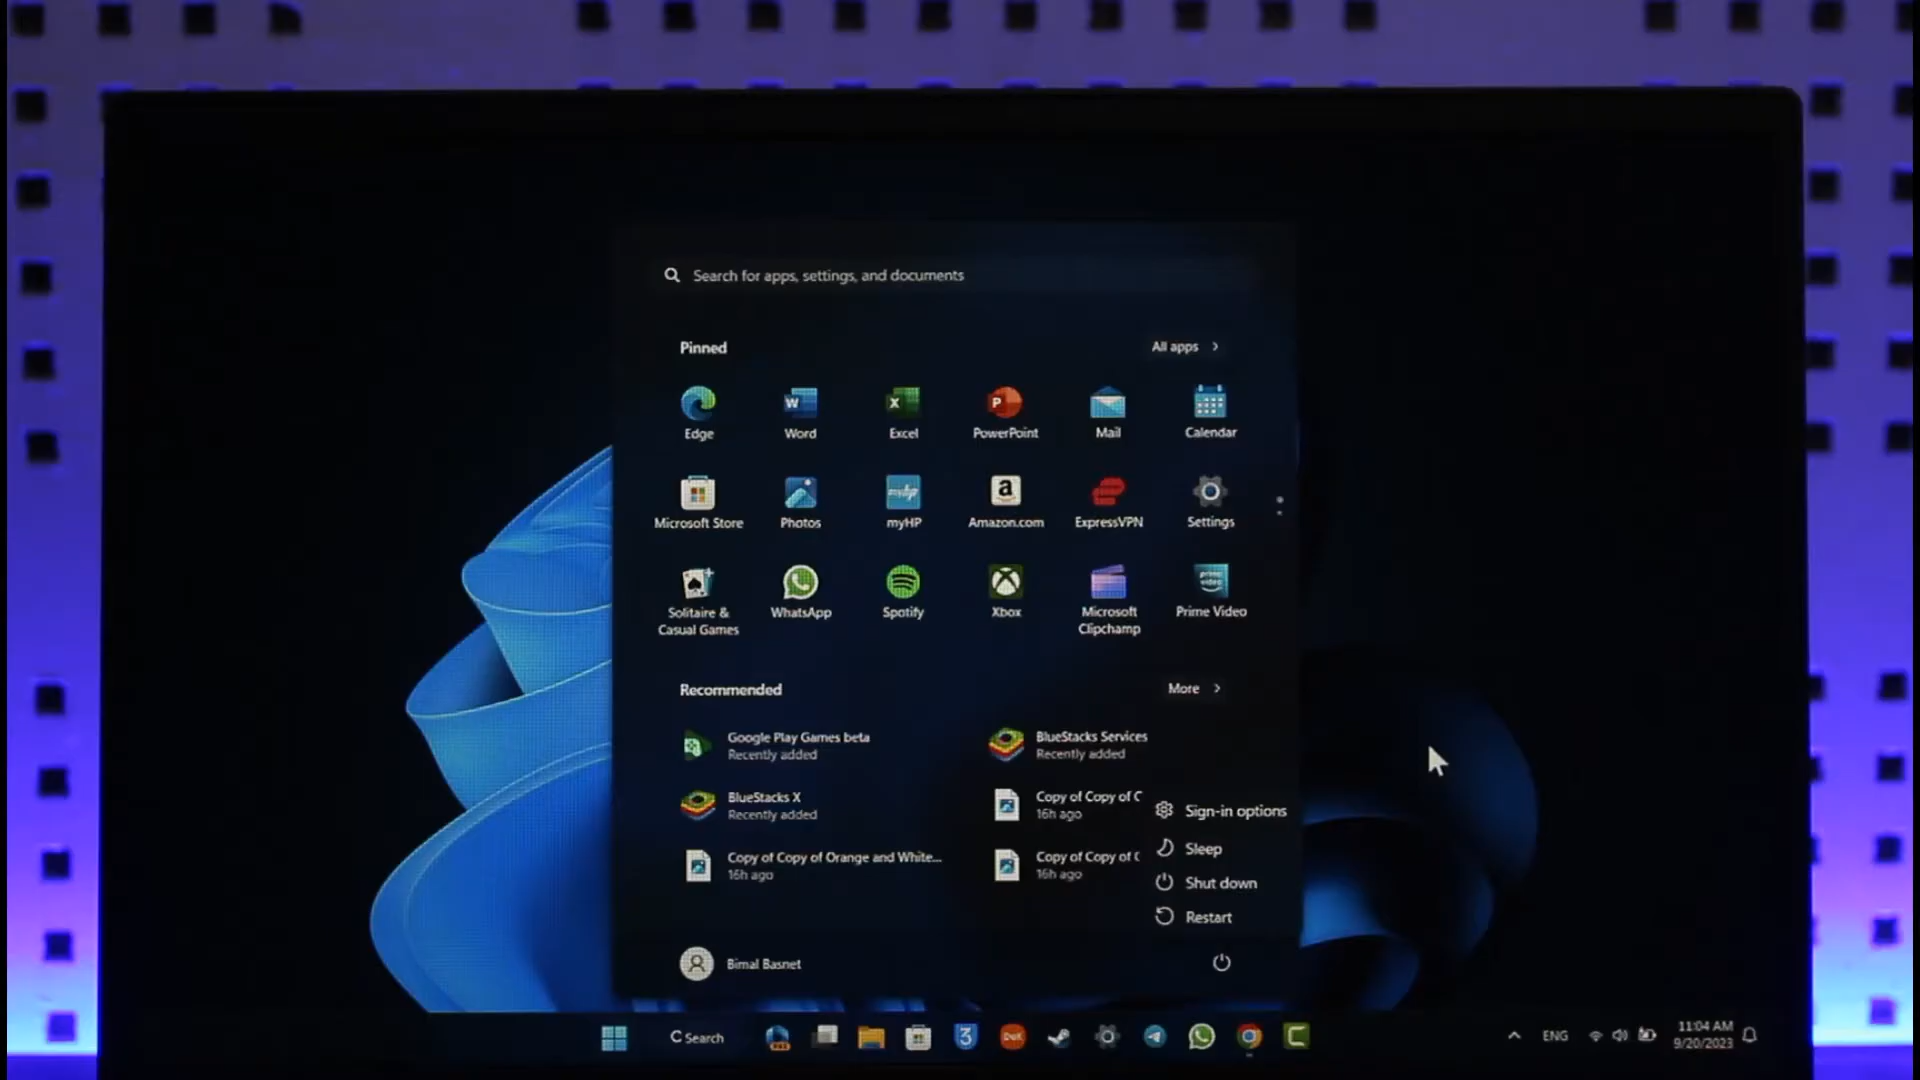 Search for apps, settings, and documents
Pinned
All apps
Edge
Word
Excel
PowerPoint
Mail
Calendar
Microsoft Store
Photos
myHP
Amazon.com
ExpressVPN
Settings
Solitaire &
Casual Games
WhatsApp
Spotify
Xbox
Microsoft
Clipchamp
prime
video
Prime Video
Recommended
More
Google Play Games beta
Recently added
BlueStacks Services
Recently added
BlueStacks X
Recently added
Copy of Copy of C
16h ago
Copy of Copy of Orange and White...
16h ago
Copy of Copy of C
16h ago
Sign-in options
Sleep
Shut down
Restart
Bimal Basnet
Search
ENG
11:04 AM
9/20/2023